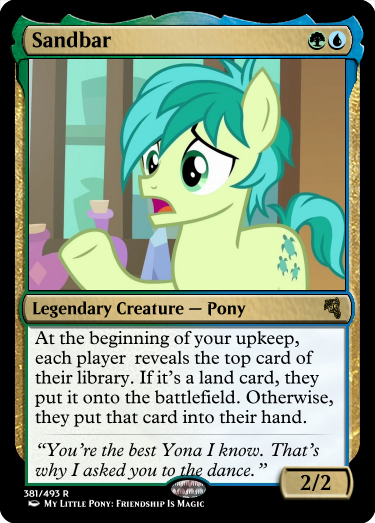 Sandbar
Legendary Creature — Pony
At the beginning of your upkeep,
each player reveals the top card of
their library. If it's a land card, they
put it onto the battlefield. Otherwise,
they put that card into their hand.
“You're the best Yona I know. That's
why I asked you to the dance.”
2/2
381/493 R
My Little Pony: Friendship Is Magic